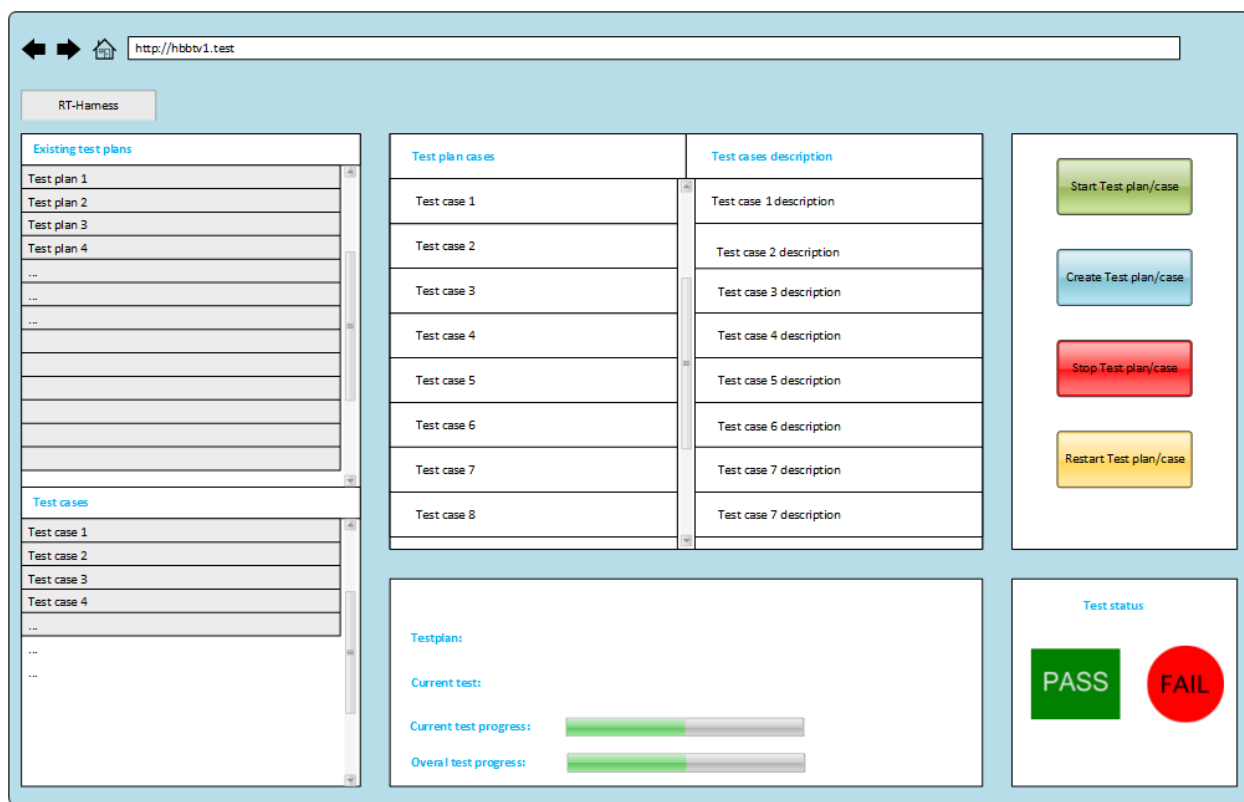 http://hbbtv1.test
RT-Harness
Existing test plans
Test plan 1
Test plan 2
Test plan 3
Test plan 4
...
...
...
Test cases
Test case 1
Test case 2
Test case 3
Test case 4
...
...
...
Test plan cases
Test cases description
Test case 1
Test case 1 description
Test case 2
Test case 2 description
Test case 3
Test case 3 description
Test case 4
Test case 4 description
Test case 5
Test case 5 description
Test case 6
Test case 6 description
Test case 7
Test case 7 description
Test case 8
Test case 7 description
Testplan:
Current test:
Current test progress:
Overal test progress:
Start Test plan/case
Create Test plan/case
Stop Test plan/case
Restart Test plan/case
Test status
PASS
FAIL